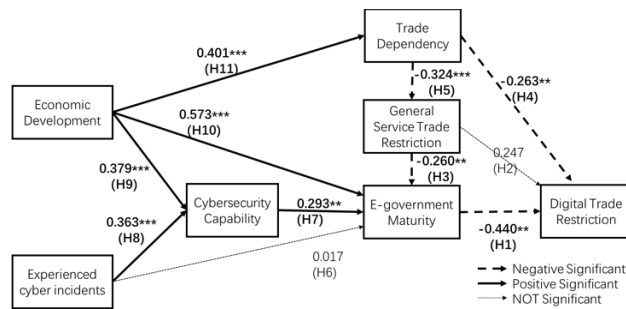 Trade
Dependency
0.401***
(H11)
-0.324***
(H5)
-0.263**
(H4)
Economic
Development
0.573***
(H10)
General
Service Trade
Restriction
0.247
(H2)
0.379***
(H9)
-0.260**
(H3)
Cybersecurity
Capability
0.293**
(H7)
E-government
Maturity
Digital Trade
Restriction
0.363***
(H8)
-0.440**
(H1)
Experienced
cyber incidents
0.017
(H6)
Negative Significant
Positive Significant
NOT Significant